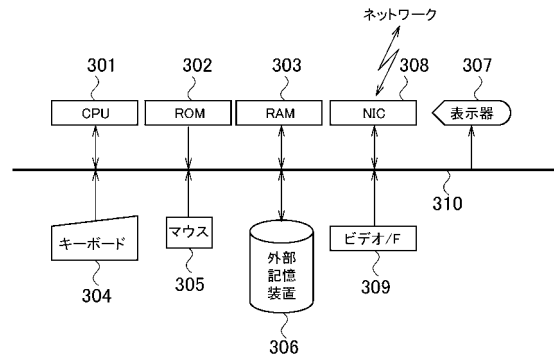 ネットワーク
301
302
303
308
307
CPU
ROM
RAM
NIC
表示器
310
キーボード
マウス
外部
記憶
装置
ビデオ/F
304
305
309
306